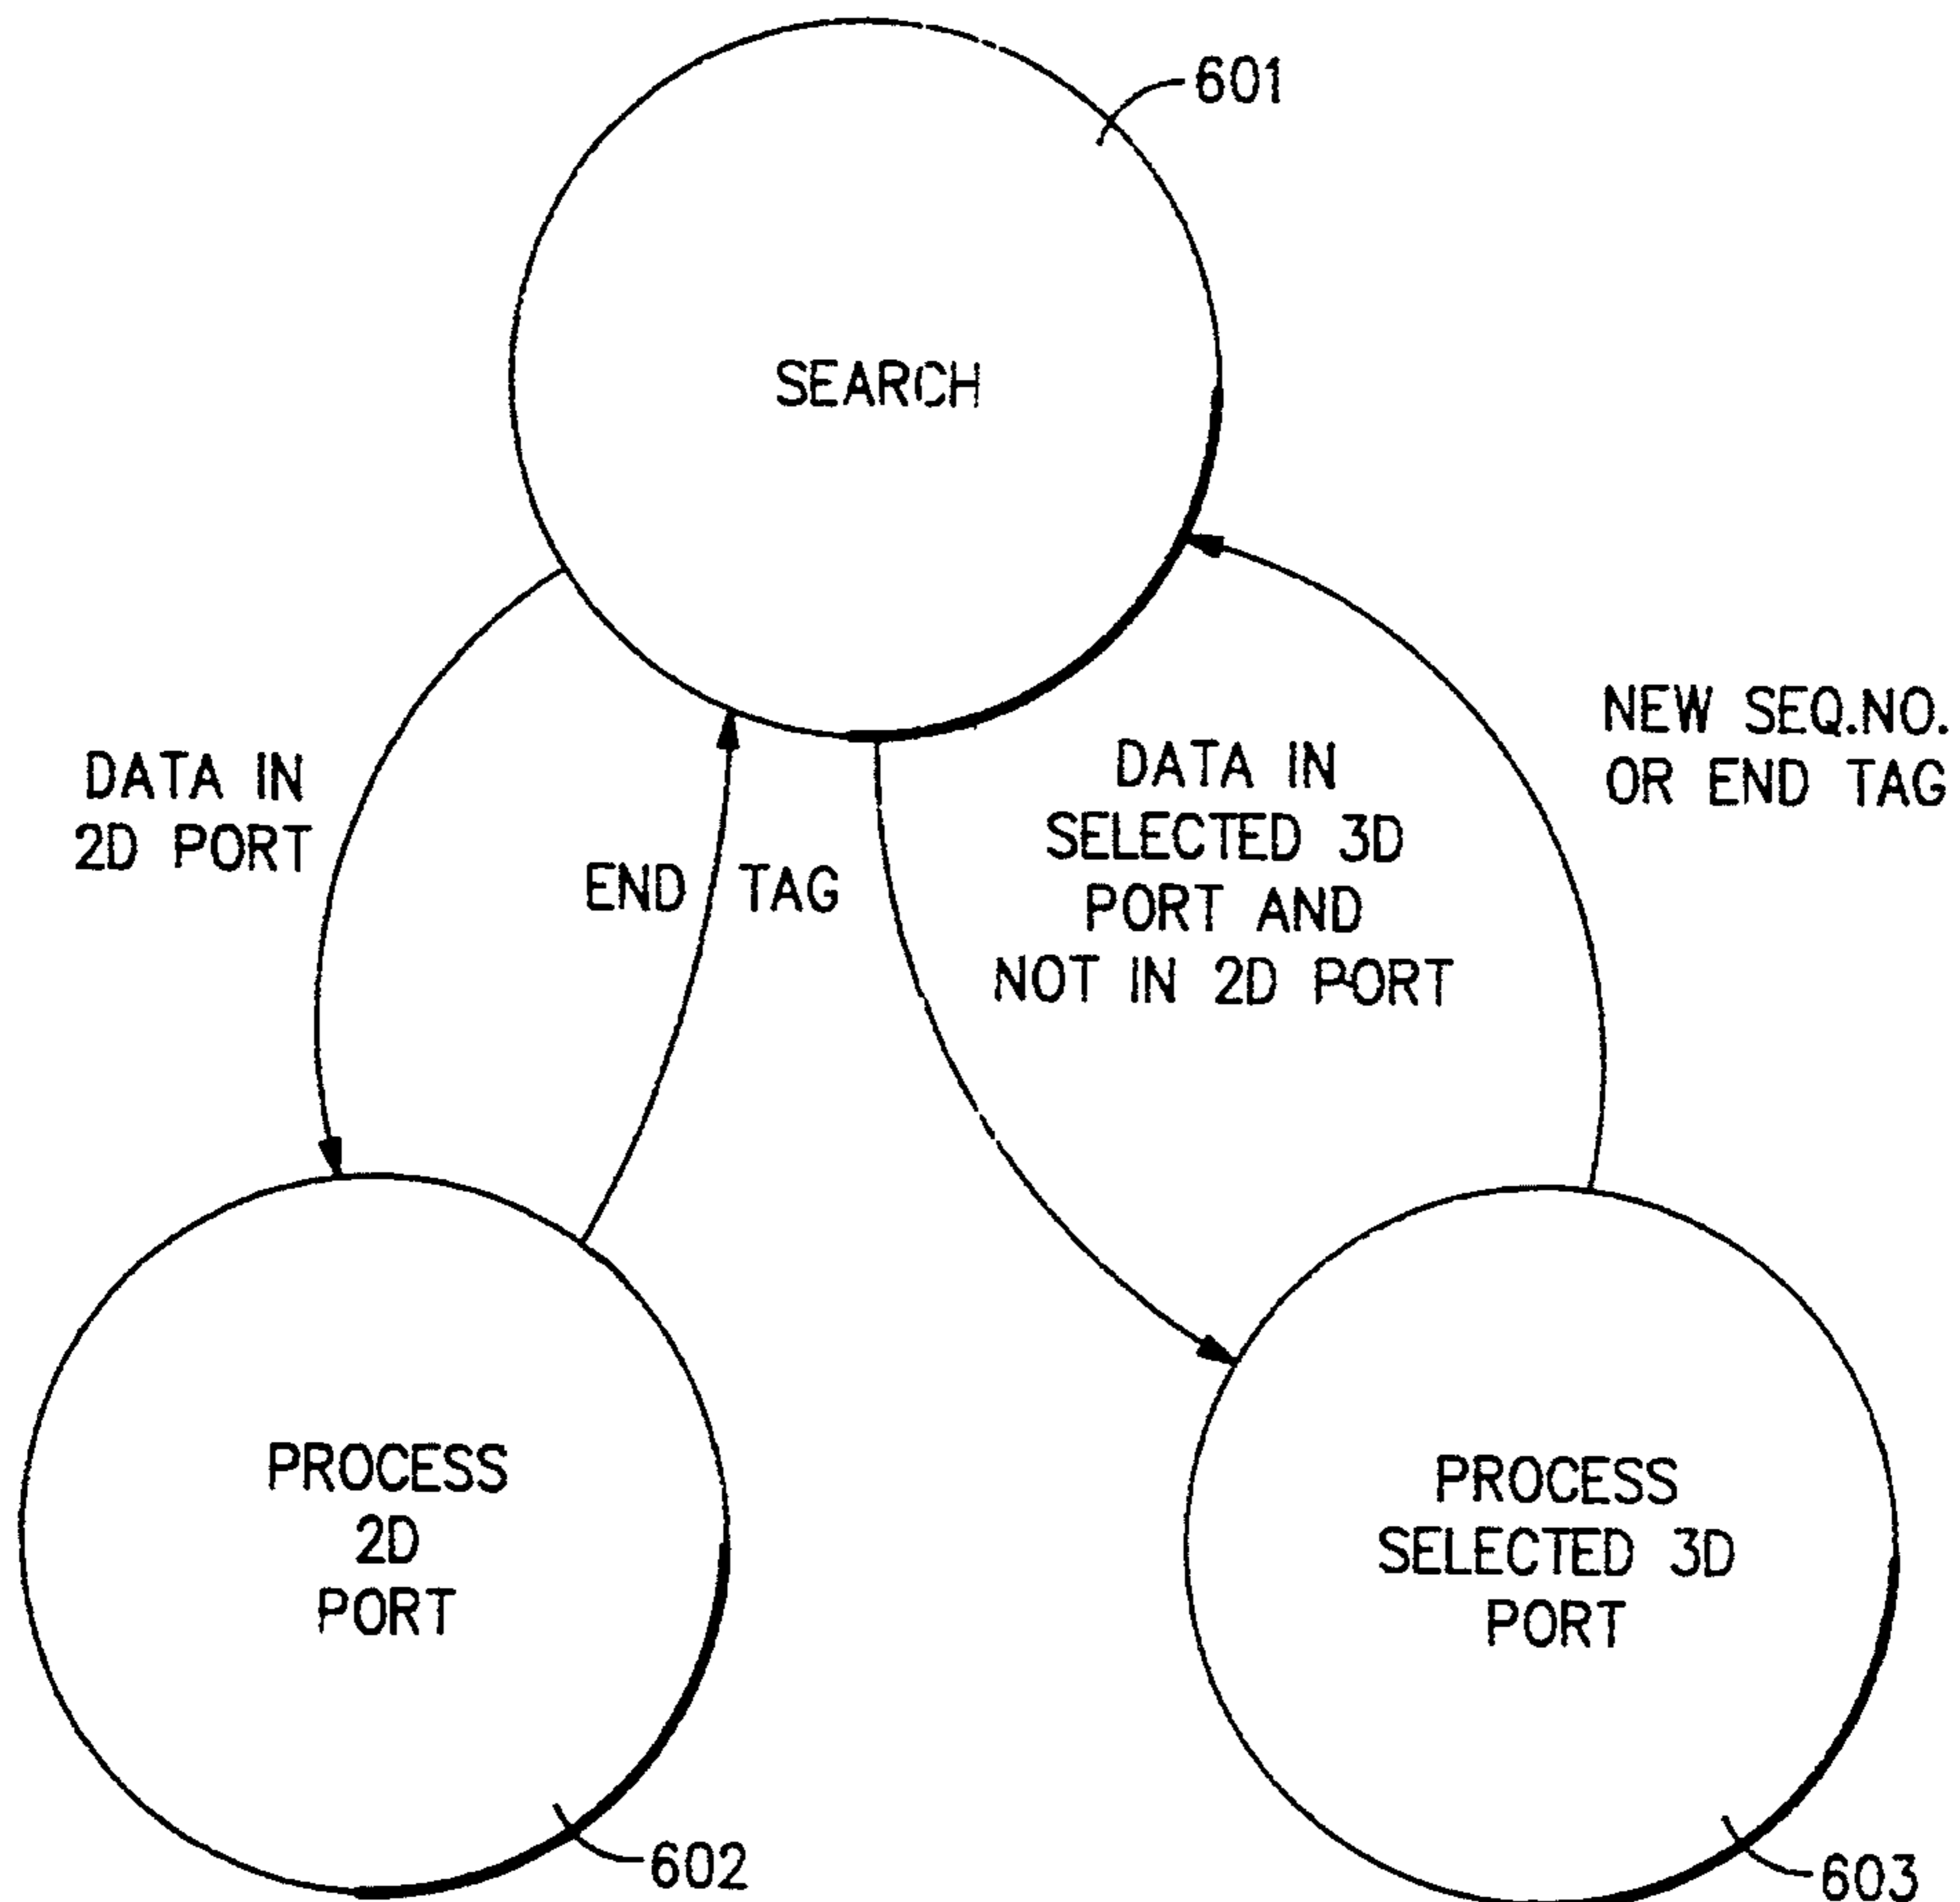 601
SEARCH
DATA IN
2D PORT
END TAG
DATA IN
SELECTED 3D
PORT AND
NOT IN 2D PORT
NEW SEQ.NO.
OR END TAG
PROCESS
2D
PORT
602
PROCESS
SELECTED 3D
PORT
603